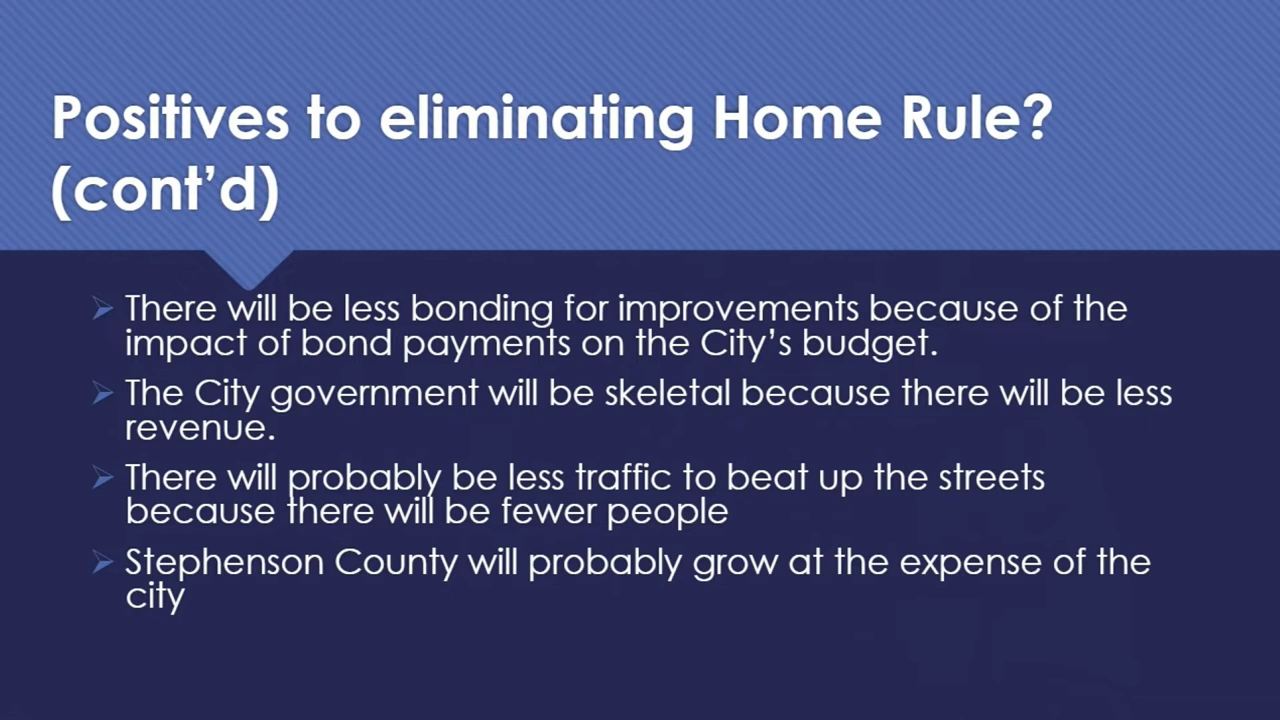 Positives to eliminating Home Rule?
(cont’d)
There will be less bonding for improvements because of the
impact of bond payments on the City’s budget.
The City government will be skeletal because there will be less
revenue.
There will probably be less traffic to beat up the streets
because there will be fewer people
Stephenson County will probably grow at the expense of the
city